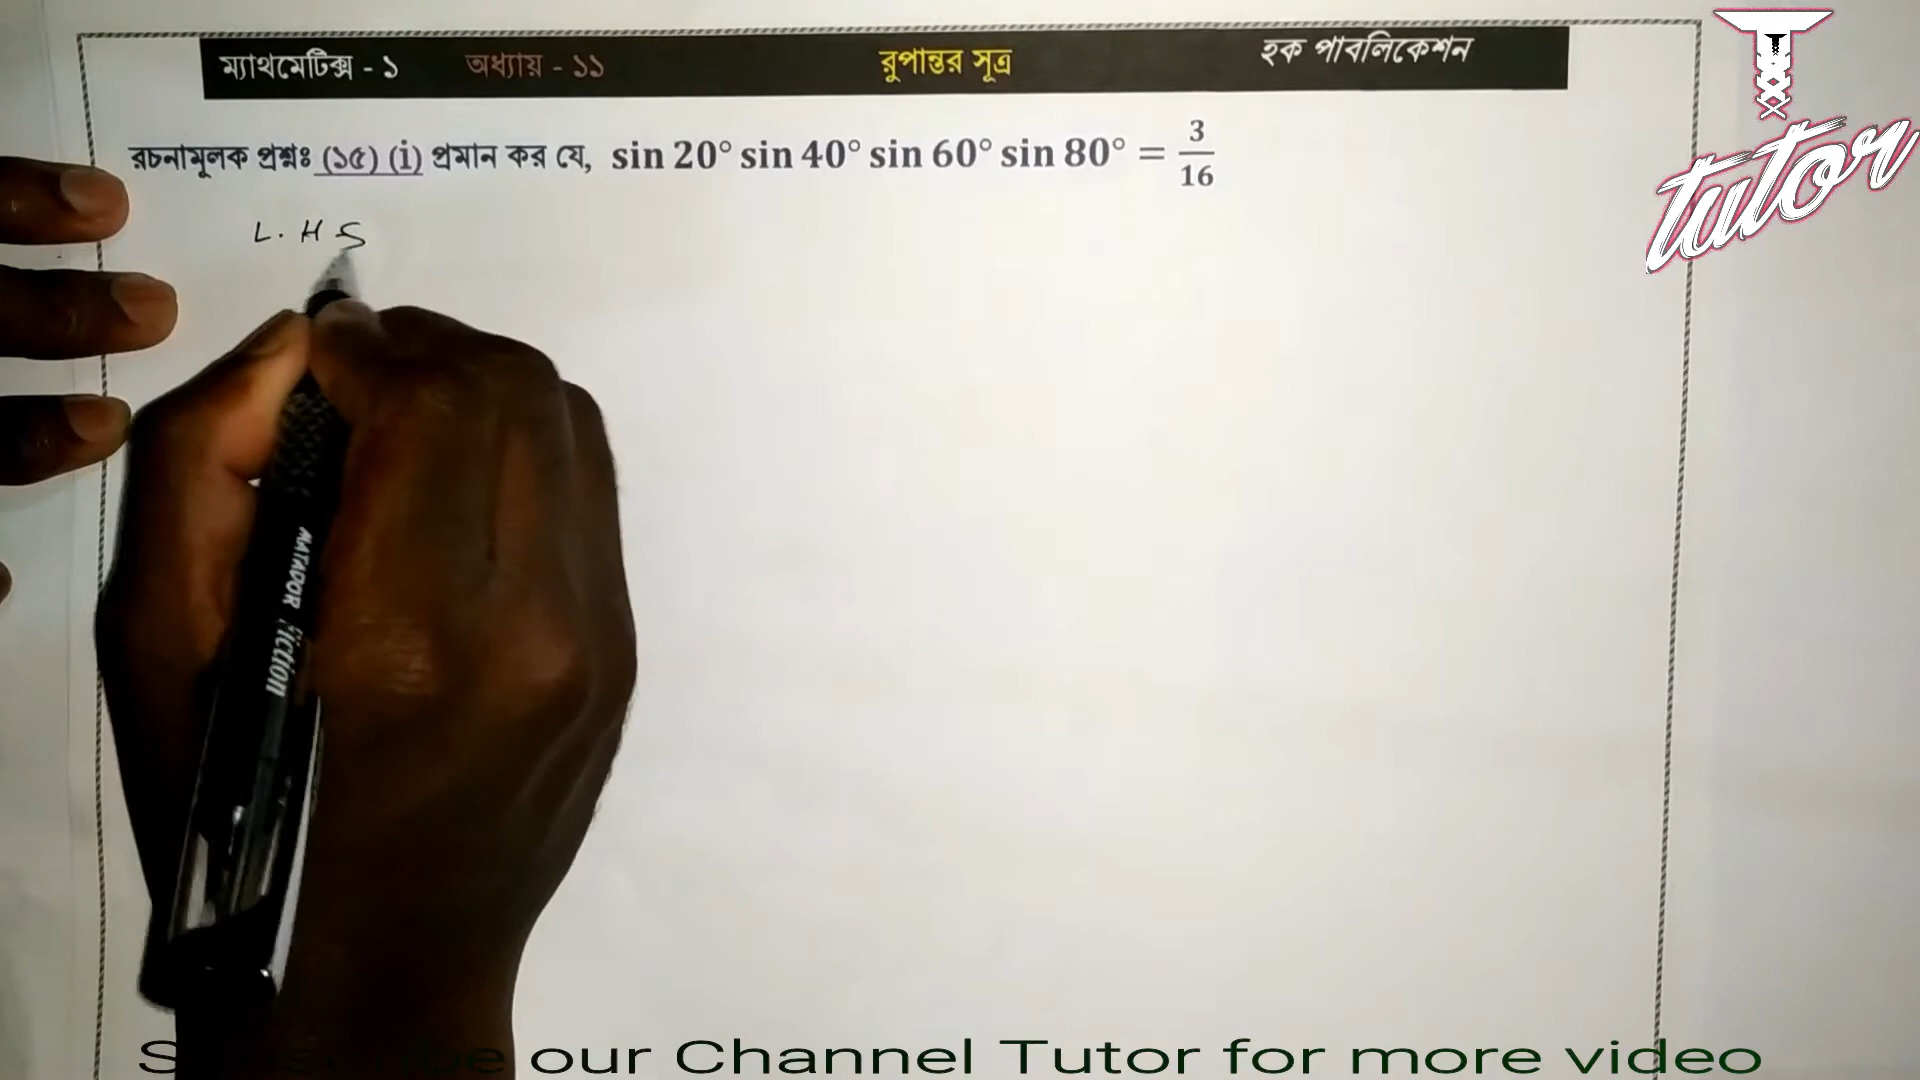 ম্যাথমেটিক্স - ১ অধ্যায় - ১১ রুপান্তর সূত্র হক পাবলিকেশন
রচনামূলক প্রশ্নঃ (১৫) (i) প্রমান কর যে, sin 20° sin 40° sin 60° sin 80° = 3/16
L. H S
MATADOR
tutor
our Channel Tutor for more video